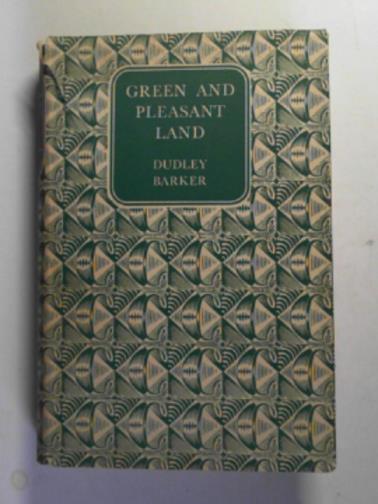 GREEN AND
PLEASANT
LAND
DUDLEY
BARKER